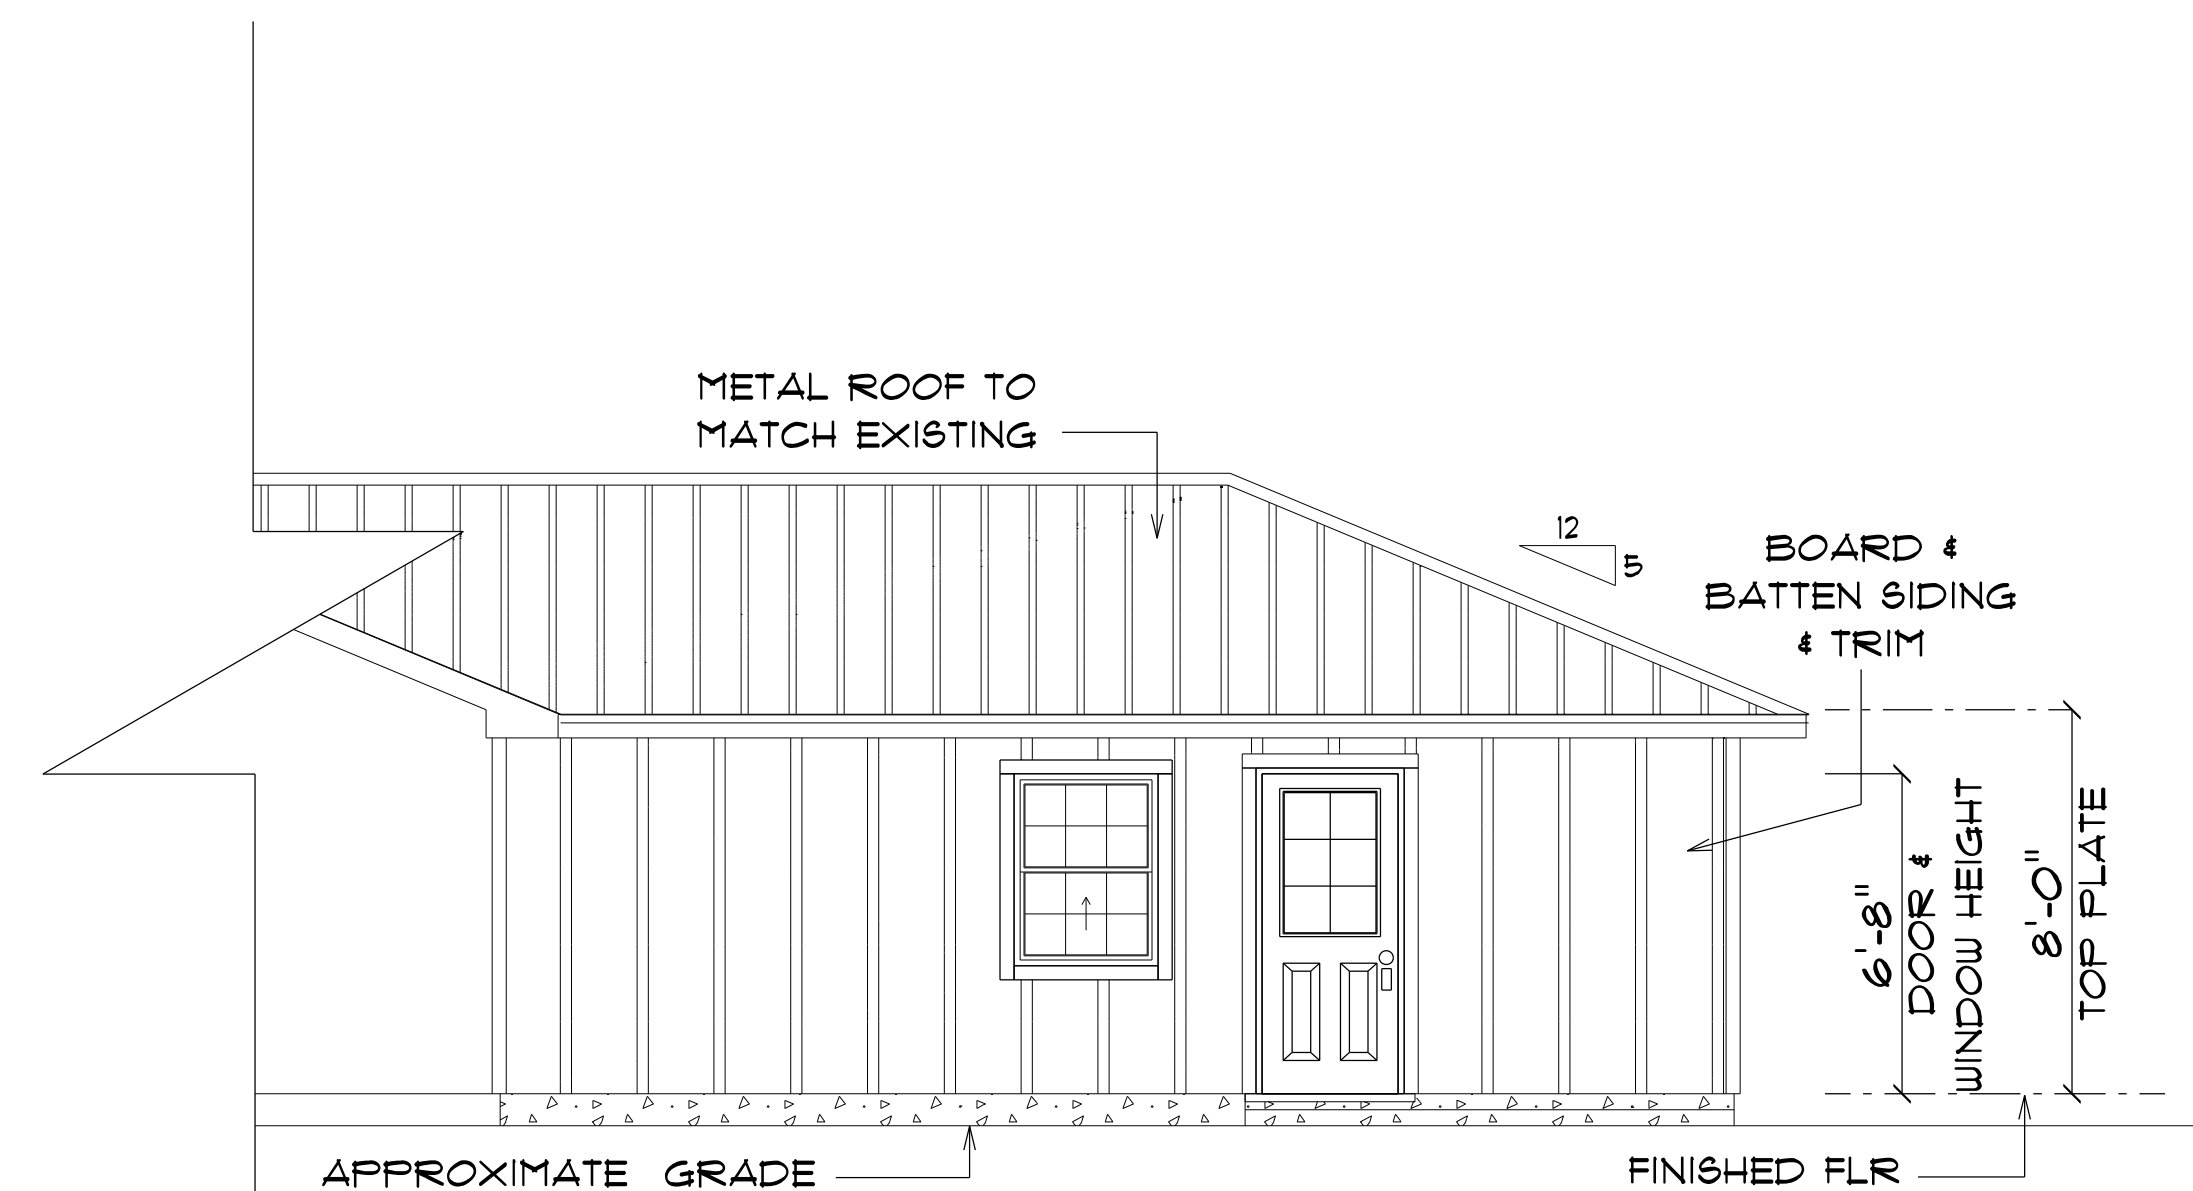 METAL ROOF TO
MATCH EXISTING
12
5
BOARD &
BATTEN SIDING
& TRIM
6'-8"
DOOR &
WINDOW HEIGHT
8'-0"
TOP PLATE
APPROXIMATE GRADE
FINISHED FLR